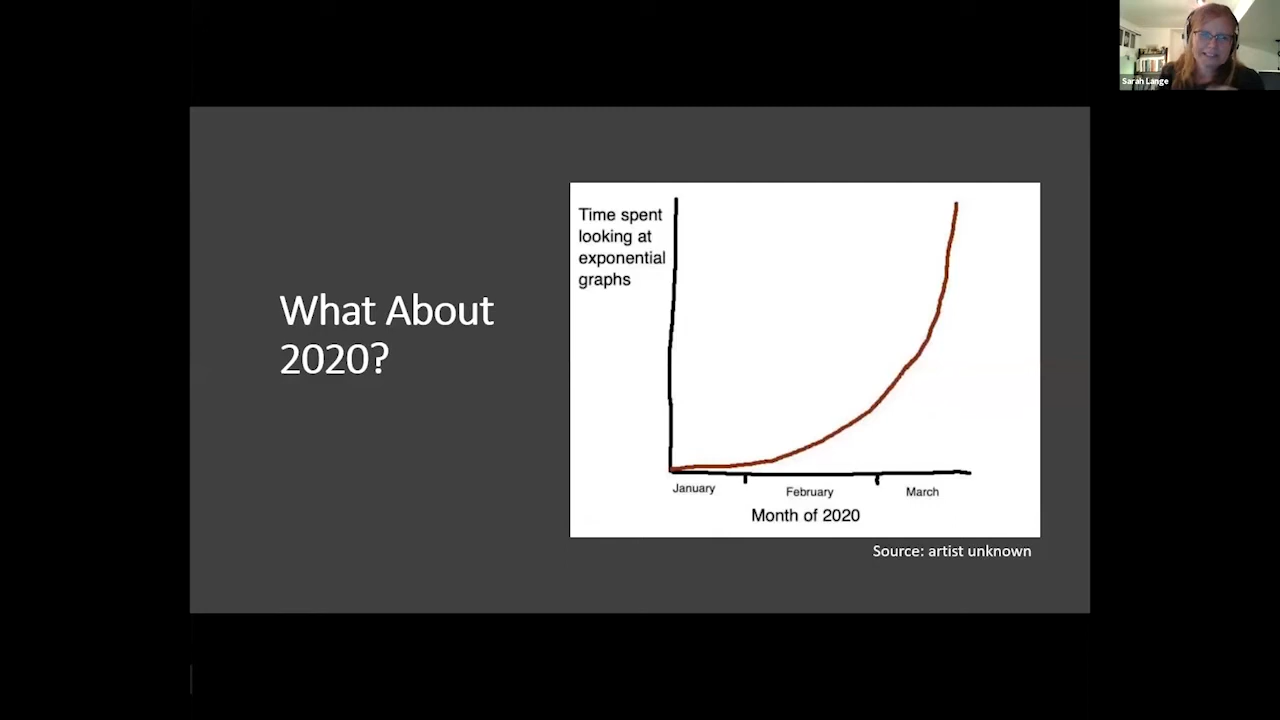 Sarah Lange
What About
2020?
Time spent
looking at
exponential
graphs
January
February
March
Month of 2020
Source: artist unknown